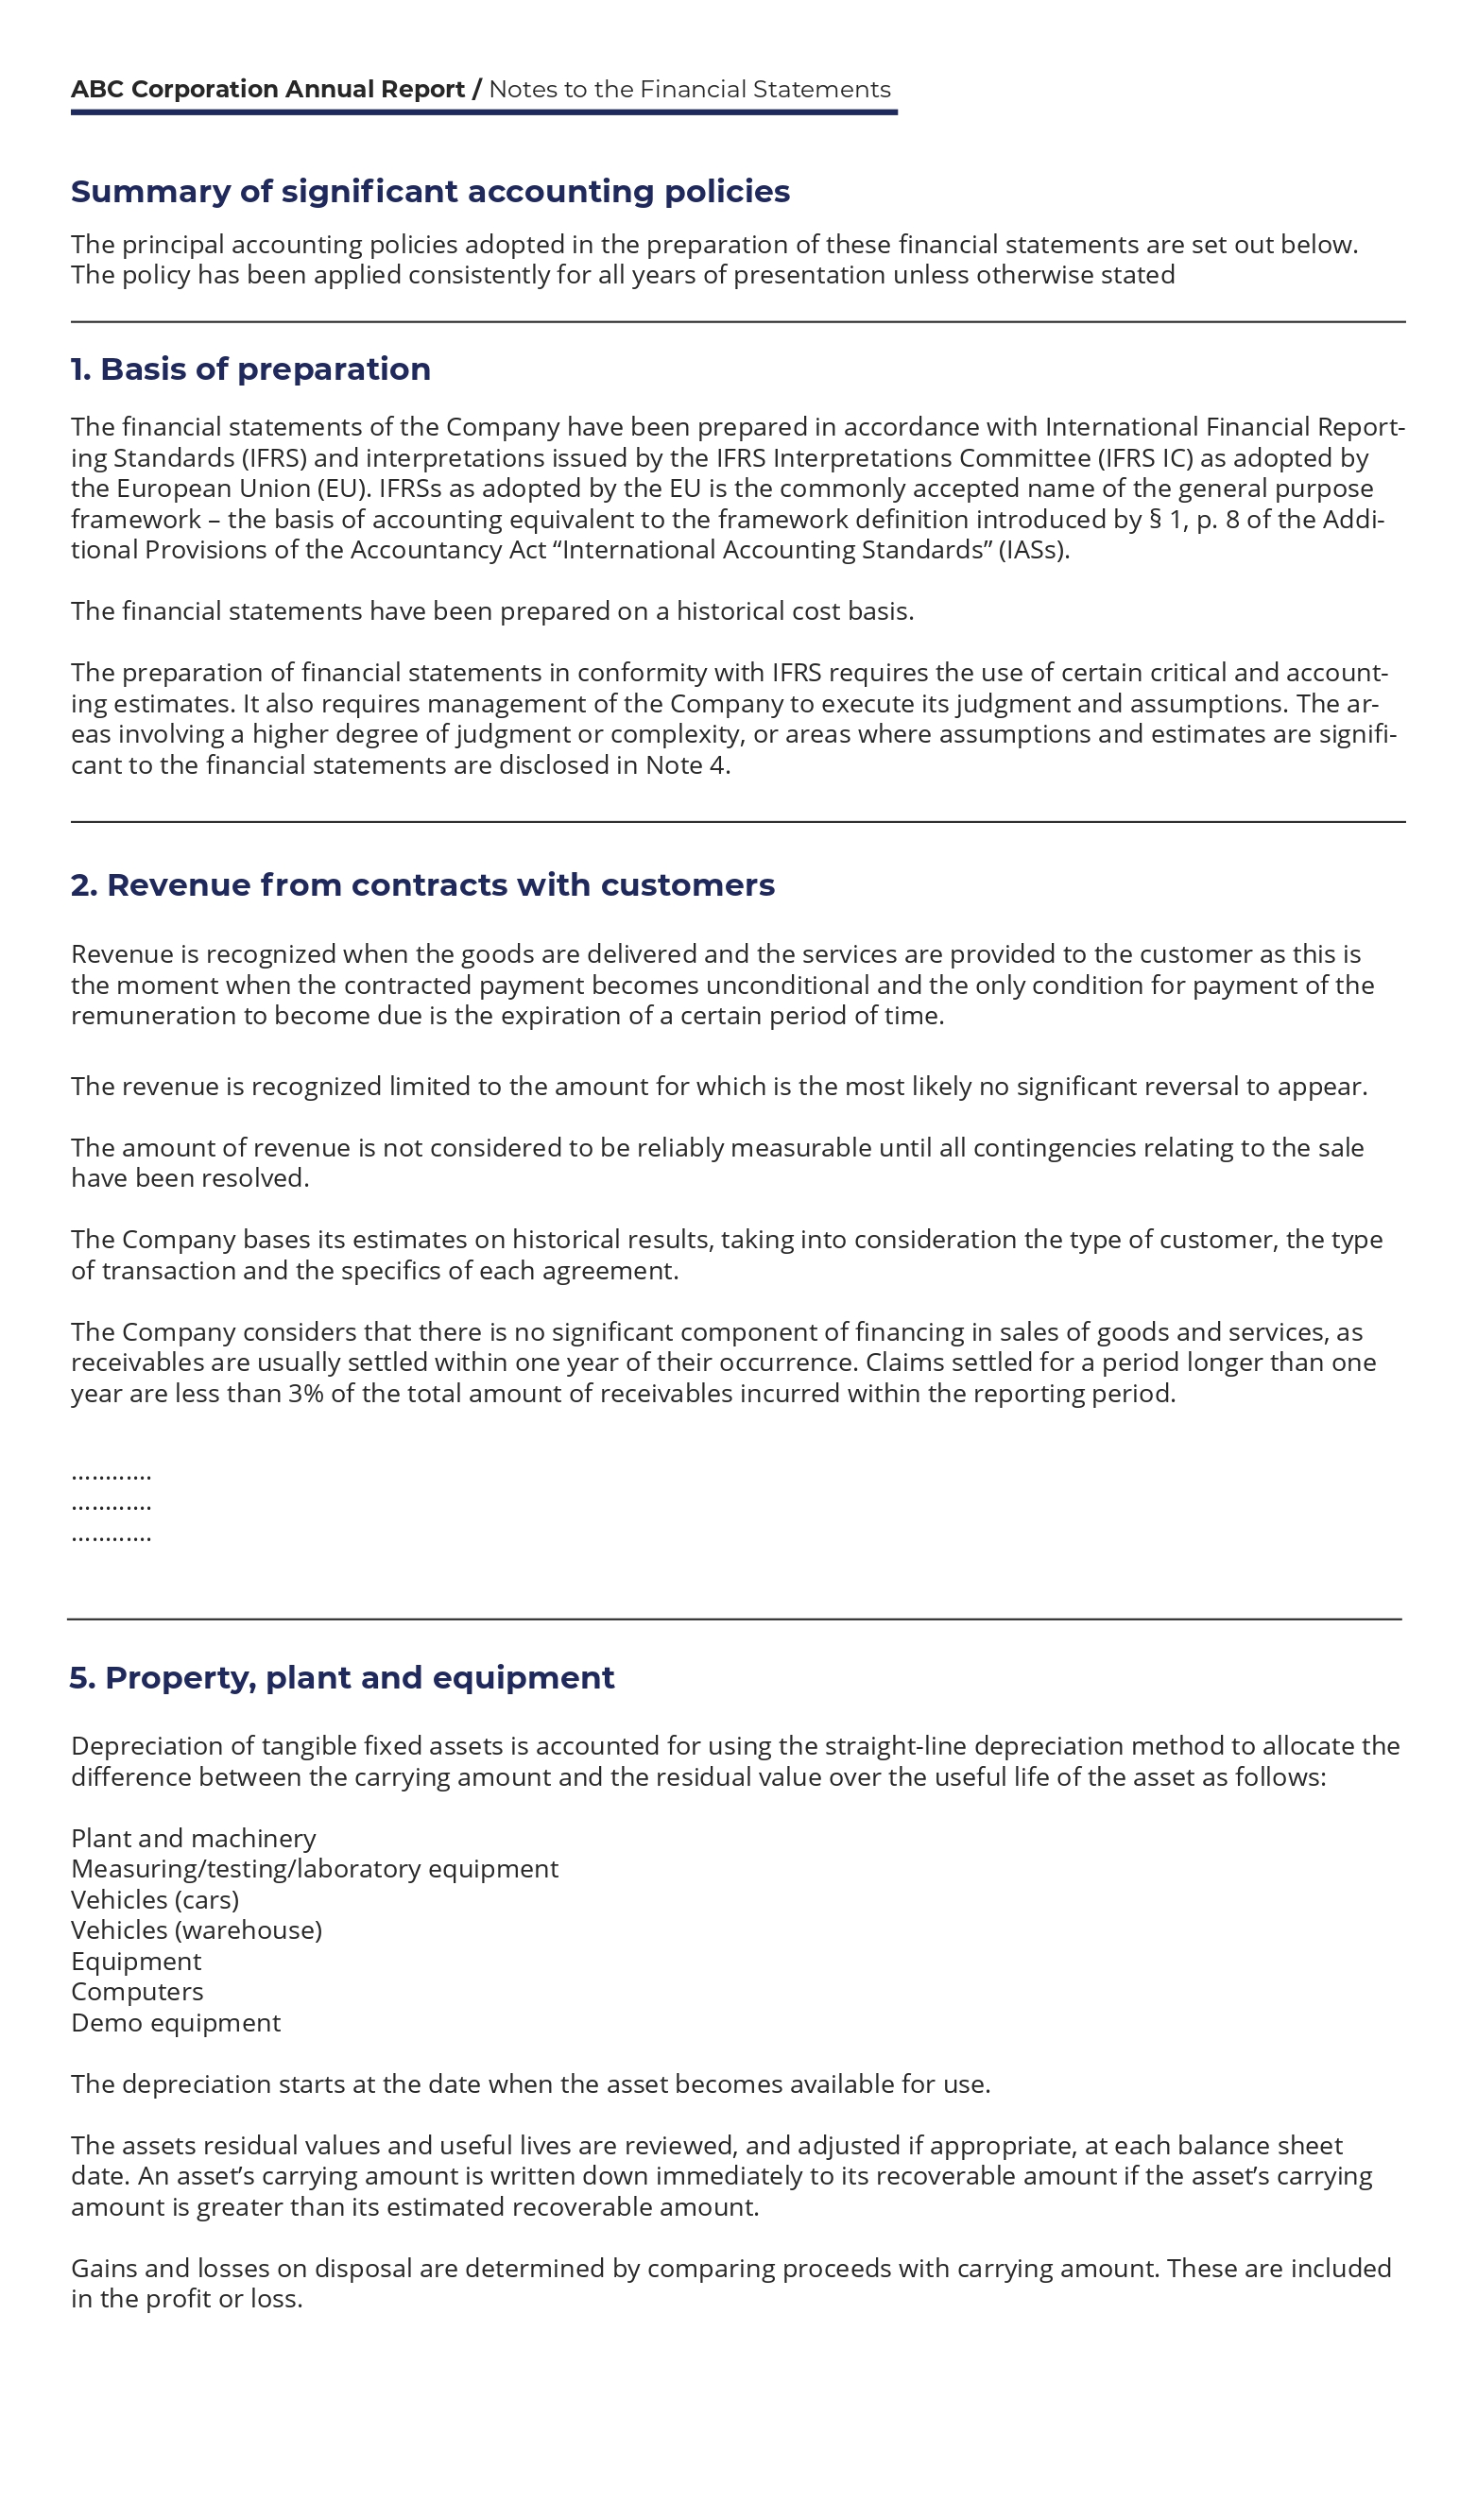 ABC Corporation Annual Report / Notes to the Financial Statements
Summary of significant accounting policies
The principal accounting policies adopted in the preparation of these financial statements are set out below.
The policy has been applied consistently for all years of presentation unless otherwise stated
1. Basis of preparation
The financial statements of the Company have been prepared in accordance with International Financial Report-
ing Standards (IFRS) and interpretations issued by the IFRS Interpretations Committee (IFRS IC) as adopted by
the European Union (EU). IFRSs as adopted by the EU is the commonly accepted name of the general purpose
framework – the basis of accounting equivalent to the framework definition introduced by § 1, p. 8 of the Addi-
tional Provisions of the Accountancy Act “International Accounting Standards” (IASs).
The financial statements have been prepared on a historical cost basis.
The preparation of financial statements in conformity with IFRS requires the use of certain critical and account-
ing estimates. It also requires management of the Company to execute its judgment and assumptions. The ar-
eas involving a higher degree of judgment or complexity, or areas where assumptions and estimates are signifi-
cant to the financial statements are disclosed in Note 4.
2. Revenue from contracts with customers
Revenue is recognized when the goods are delivered and the services are provided to the customer as this is
the moment when the contracted payment becomes unconditional and the only condition for payment of the
remuneration to become due is the expiration of a certain period of time.
The revenue is recognized limited to the amount for which is the most likely no significant reversal to appear.
The amount of revenue is not considered to be reliably measurable until all contingencies relating to the sale
have been resolved.
The Company bases its estimates on historical results, taking into consideration the type of customer, the type
of transaction and the specifics of each agreement.
The Company considers that there is no significant component of financing in sales of goods and services, as
receivables are usually settled within one year of their occurrence. Claims settled for a period longer than one
year are less than 3% of the total amount of receivables incurred within the reporting period.
............
............
............
5. Property, plant and equipment
Depreciation of tangible fixed assets is accounted for using the straight-line depreciation method to allocate the
difference between the carrying amount and the residual value over the useful life of the asset as follows:
Plant and machinery
Measuring/testing/laboratory equipment
Vehicles (cars)
Vehicles (warehouse)
Equipment
Computers
Demo equipment
The depreciation starts at the date when the asset becomes available for use.
The assets residual values and useful lives are reviewed, and adjusted if appropriate, at each balance sheet
date. An asset’s carrying amount is written down immediately to its recoverable amount if the asset’s carrying
amount is greater than its estimated recoverable amount.
Gains and losses on disposal are determined by comparing proceeds with carrying amount. These are included
in the profit or loss.